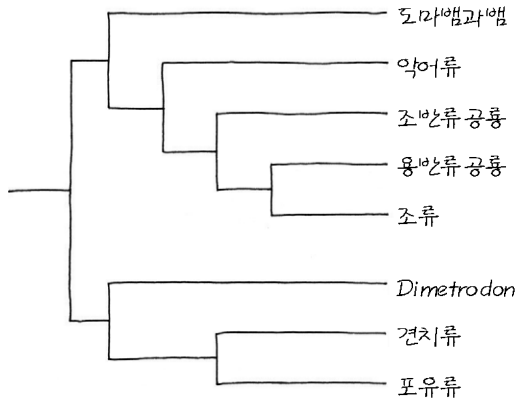 도마뱀과뱀
악어류
조반류 공룡
용반류 공룡
조류
Dimetrodon
견치류
포유류